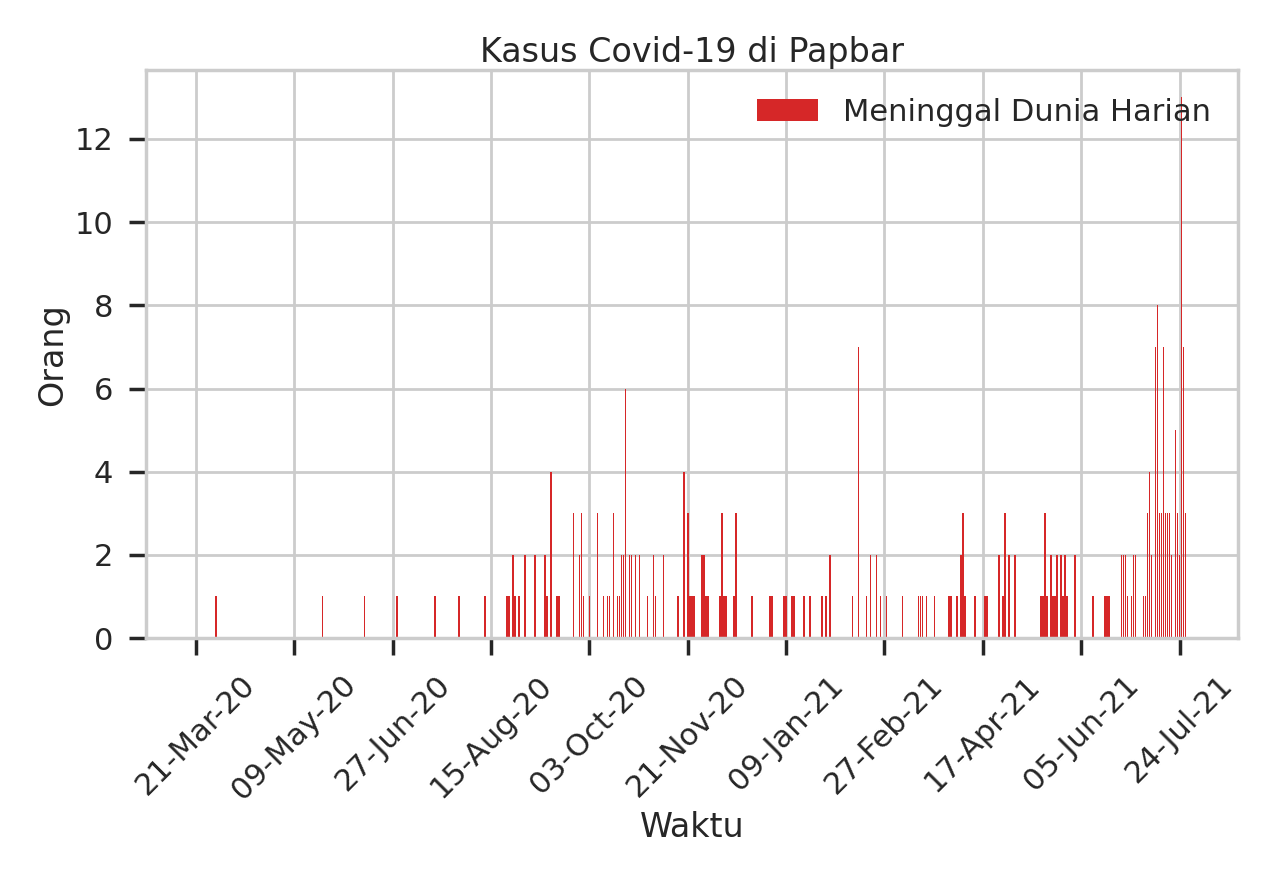 Kasus Covid-19 di Papbar
Meninggal Dunia Harian
12
10
8
6
4
2
0
Orang
21-Mar-20
09-May-20
27-Jun-20
15-Aug-20
03-Oct-20
21-Nov-20
09-Jan-21
27-Feb-21
17-Apr-21
05-Jun-21
24-Jul-21
Waktu